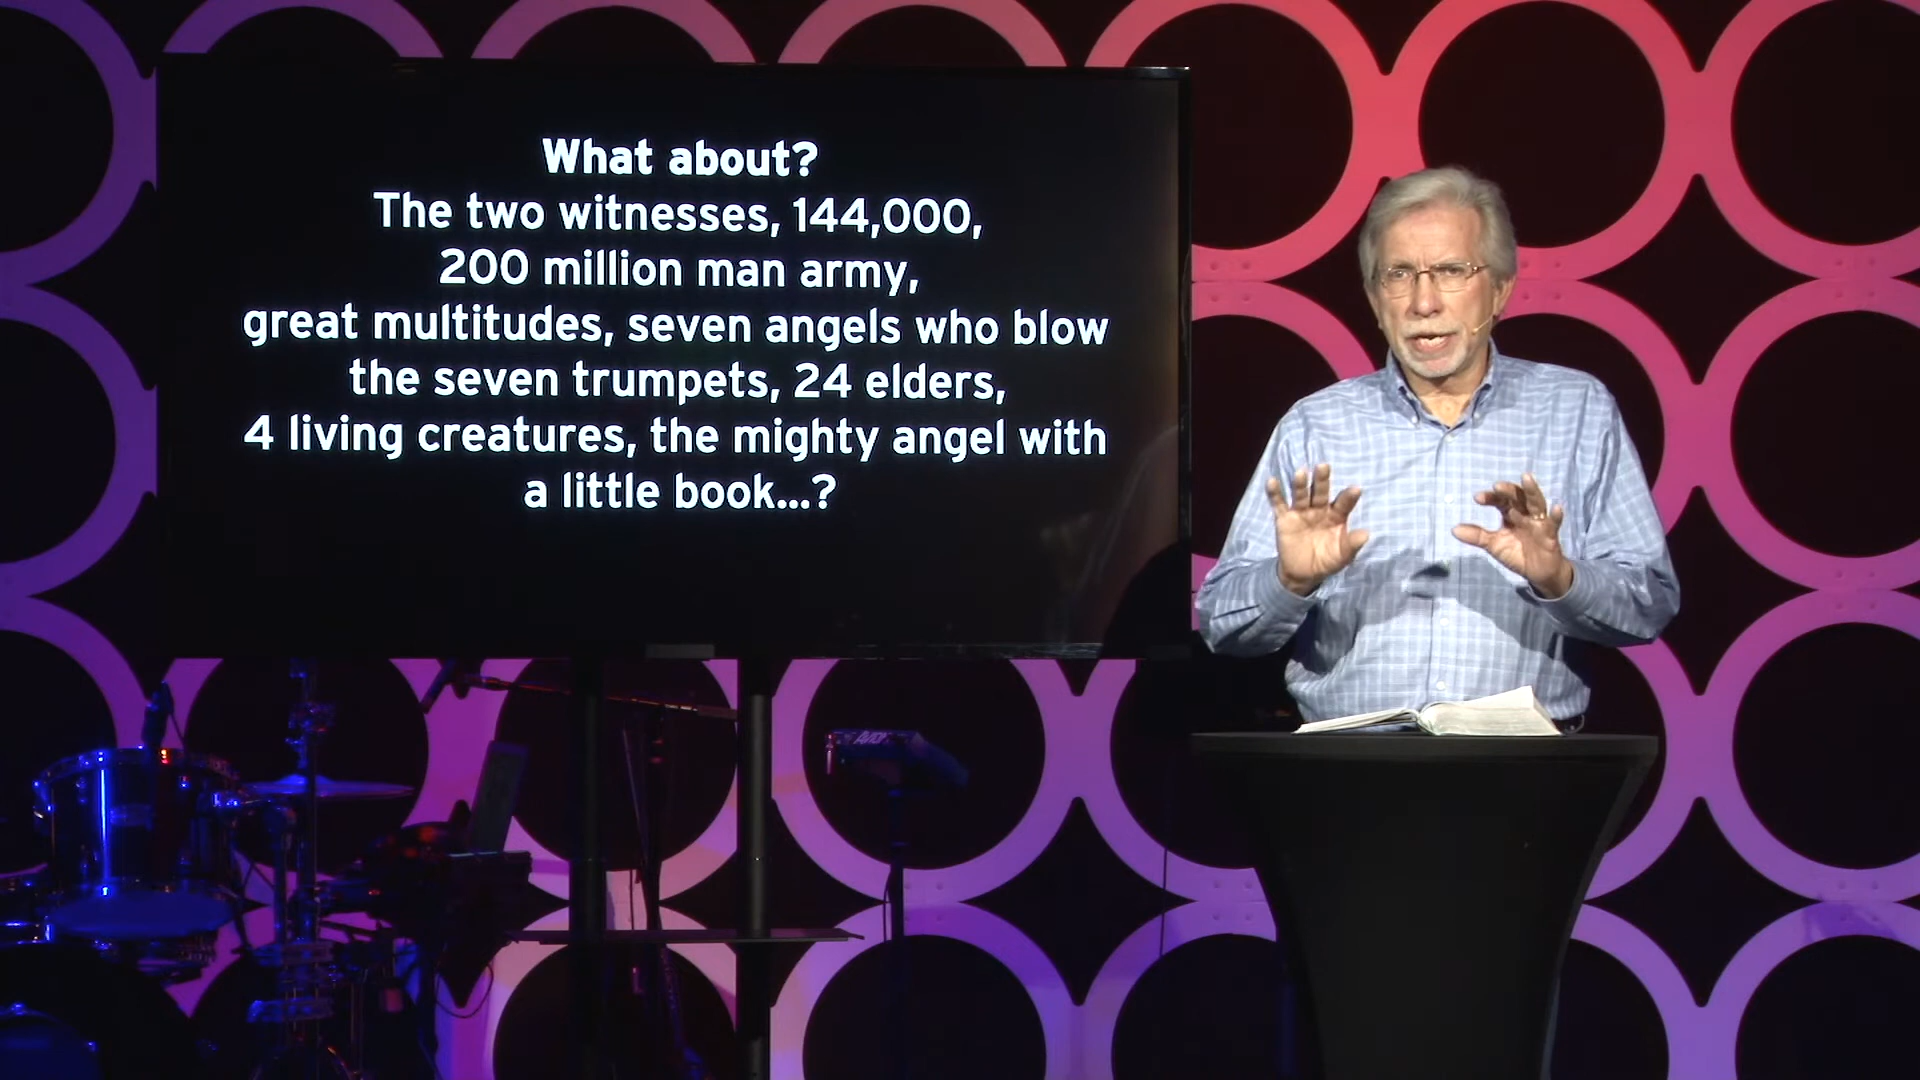 What about?
The two witnesses, 144,000,
200 million man army,
great multitudes, seven angels who blow
the seven trumpets, 24 elders,
4 living creatures, the mighty angel with
a little book...?